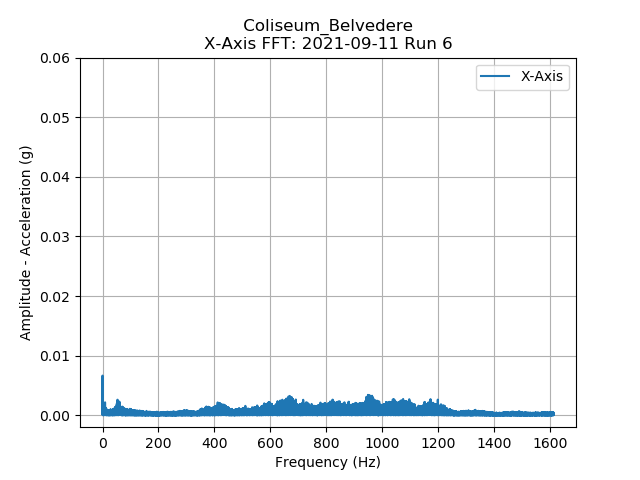 Coliseum_Belvedere
X-Axis FFT: 2021-09-11 Run 6
X-Axis
0.06
0.05
0.04
0.03
0.02
0.01
0.00
Amplitude - Acceleration (g)
0 200 400 600 800 1000 1200 1400 1600
Frequency (Hz)